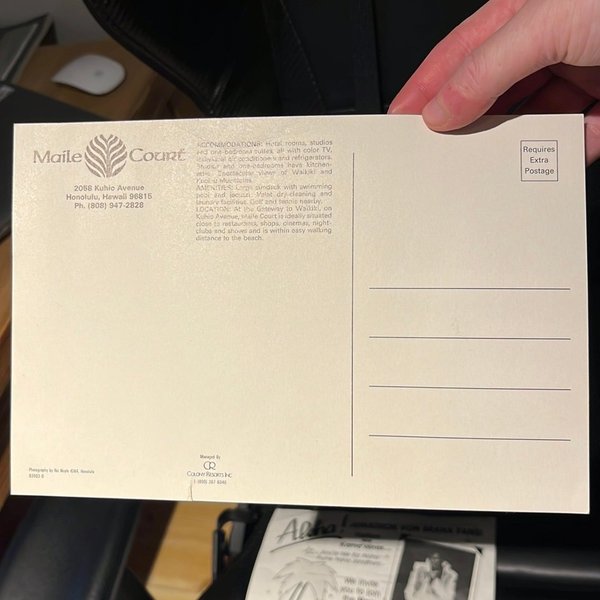 Maile Court
2058 Kuhio Avenue
Honolulu, Hawaii 96815
Ph. (808) 947-2828
ACCOMMODATIONS: Hotel rooms, studios
and one-bedroom suites, all with color TV,
individual air conditioners and refrigerators.
Studios and one-bedrooms have kitchen-
ettes. Spectacular views of Waikiki and
Koolau Mountains.
AMENITIES: Large sundeck with swimming
pool and jacuzzi. Valet dry-cleaning and
laundry facilities. Golf and tennis nearby.
LOCATION: At the Gateway to Waikiki, on
Kuhio Avenue, Maile Court is ideally situated
close to restaurants, shops, cinemas, night-
clubs and shows and is within easy walking
distance to the beach.
Requires
Extra
Postage
Managed By
CR
COLONY RESORTS INC
Aloha!